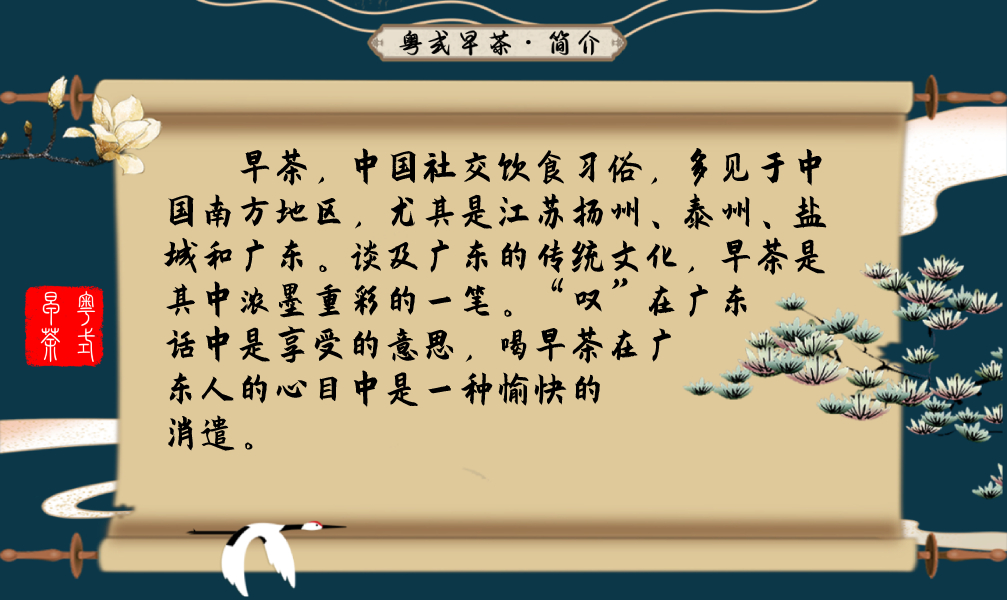 粤式早茶·简介
早茶，中国社交饮食习俗，多见于中
国南方地区，尤其是江苏扬州、泰州、盐
城和广东。谈及广东的传统文化，早茶是
其中浓墨重彩的一笔。“叹”在广东
话中是享受的意思，喝早茶在广
东人的心目中是一种愉快的
消遣。
粤式
早茶